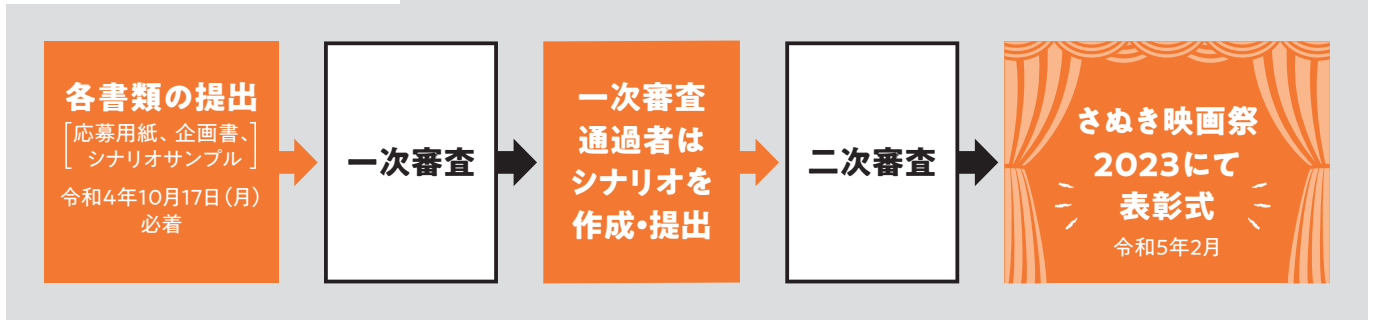 各書類の提出
[応募用紙、企画書、
シナリオサンプル]
令和4年10月17日(月)
必着
一次審査
一次審査
通過者は
シナリオを
作成・提出
二次審査
さぬき映画祭
2023にて
表彰式
令和5年2月